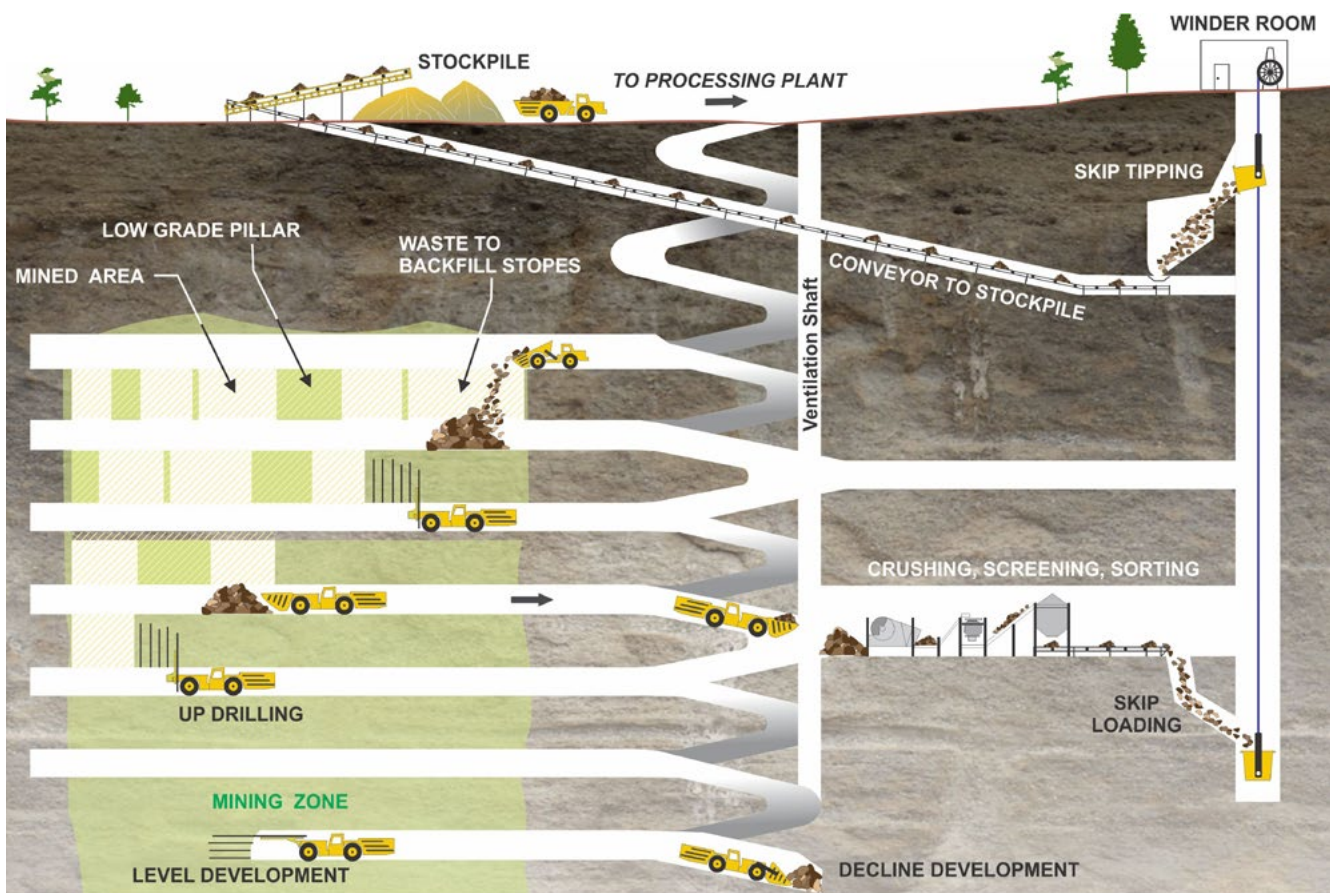 WINDER ROOM
STOCKPILE
TO PROCESSING PLANT
SKIP TIPPING
LOW GRADE PILLAR
WASTE TO
BACKFILL STOPES
MINED AREA
CONVEYOR TO STOCKPILE
Ventilation Shaft
CRUSHING, SCREENING, SORTING
SKIP
LOADING
UP DRILLING
MINING ZONE
LEVEL DEVELOPMENT
DECLINE DEVELOPMENT